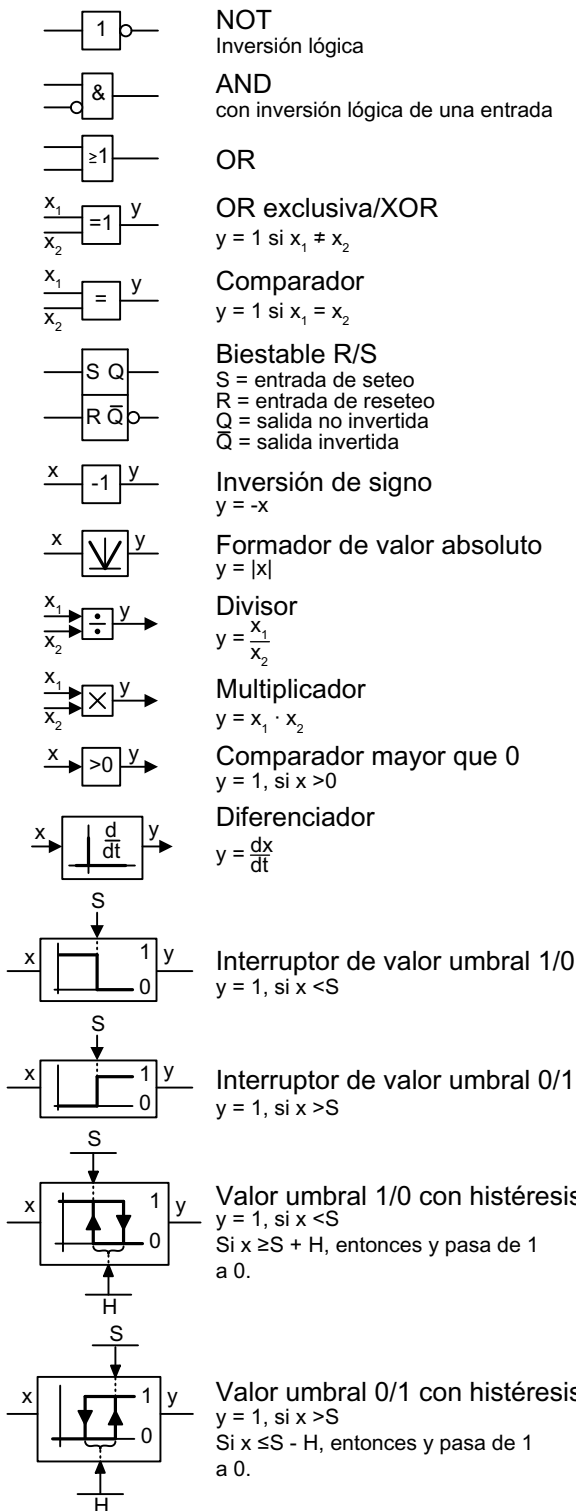 1
NOT
Inversión lógica
&
AND
con inversión lógica de una entrada
≥1
OR
x1
x2
=1
y
OR exclusiva/XOR
y = 1 si x1 ≠ x2
x1
x2
=
y
Comparador
y = 1 si x1 = x2
S Q
R Q̅
Biestable R/S
S = entrada de seteo
R = entrada de reseteo
Q = salida no invertida
Q̅ = salida invertida
x -1 y
Inversión de signo
y = -x
x y
Formador de valor absoluto
y = |x|
x1
x2
÷
y
Divisor
y = x1
x2
x1
x2
×
y
Multiplicador
y = x1 · x2
x >0 y
Comparador mayor que 0
y = 1, si x >0
x
d
dt
y
Diferenciador
y = dx
dt
S
x 1 y
0
Interruptor de valor umbral 1/0
y = 1, si x <S
S
x 1 y
0
Interruptor de valor umbral 0/1
y = 1, si x >S
S
x 1 y
0
H
Valor umbral 1/0 con histéresis
y = 1, si x <S
Si x ≥S + H, entonces y pasa de 1
a 0.
S
x 1 y
0
H
Valor umbral 0/1 con histéresis
y = 1, si x >S
Si x ≤S - H, entonces y pasa de 1
a 0.